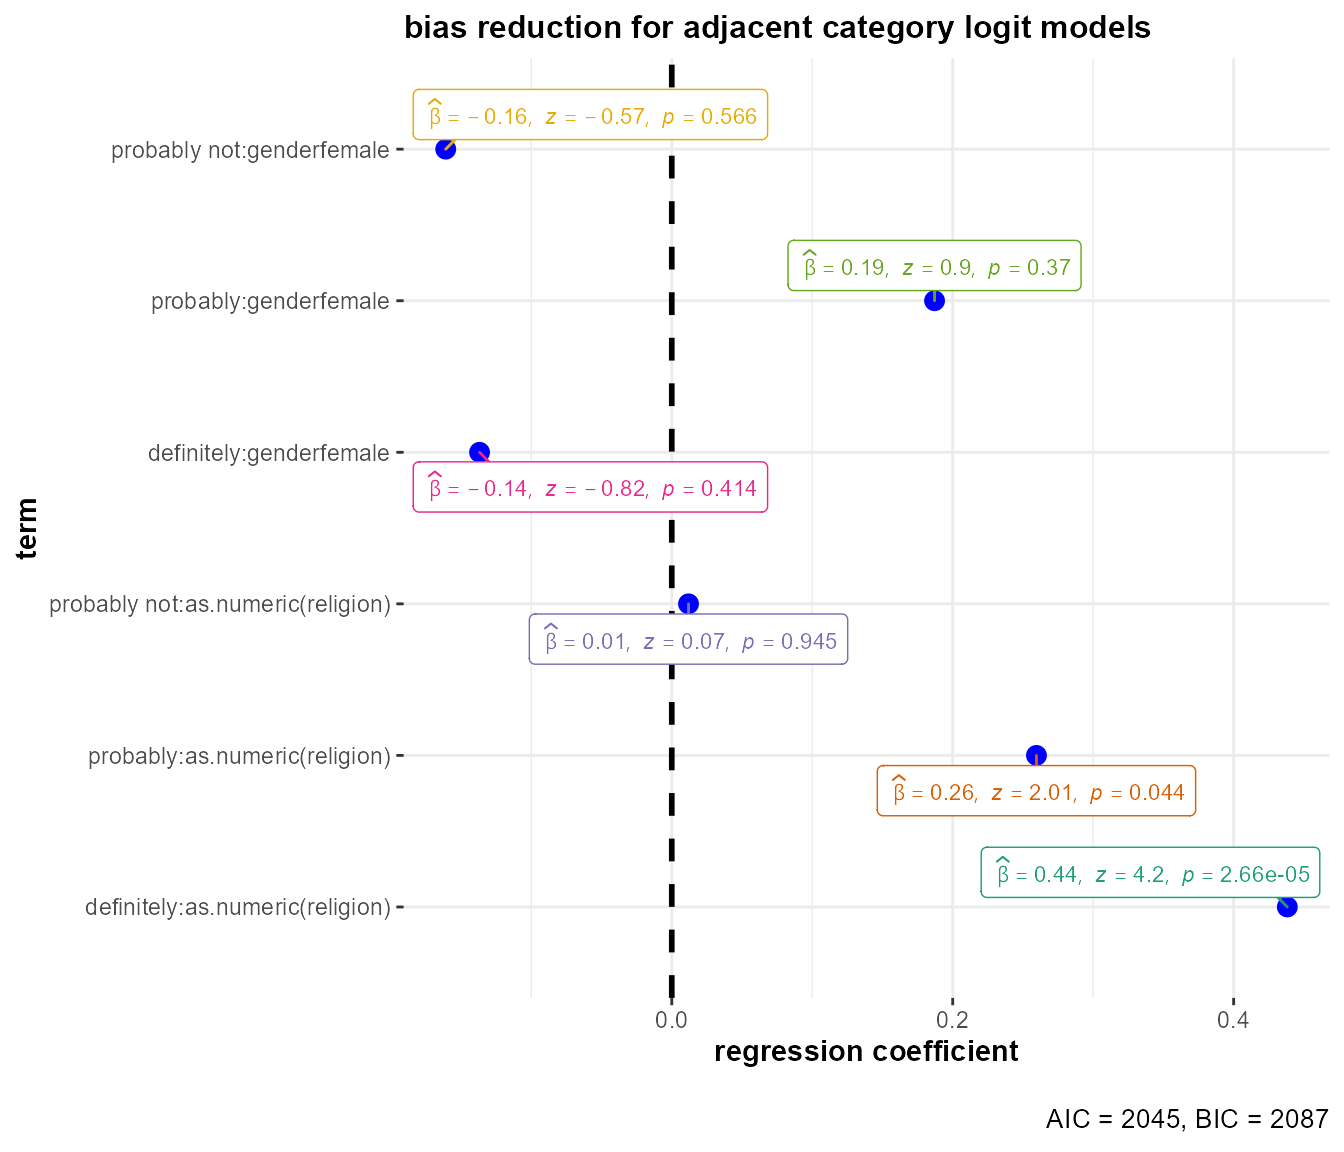 bias reduction for adjacent category logit models
term
probably not:genderfemale
β̂ = − 0.16, z = − 0.57, p = 0.566
probably:genderfemale
β̂ = 0.19, z = 0.9, p = 0.37
definitely:genderfemale
β̂ = − 0.14, z = − 0.82, p = 0.414
probably not:as.numeric(religion)
β̂ = 0.01, z = 0.07, p = 0.945
probably:as.numeric(religion)
β̂ = 0.26, z = 2.01, p = 0.044
definitely:as.numeric(religion)
β̂ = 0.44, z = 4.2, p = 2.66e-05
0.0 0.2 0.4
regression coefficient
AIC = 2045, BIC = 2087